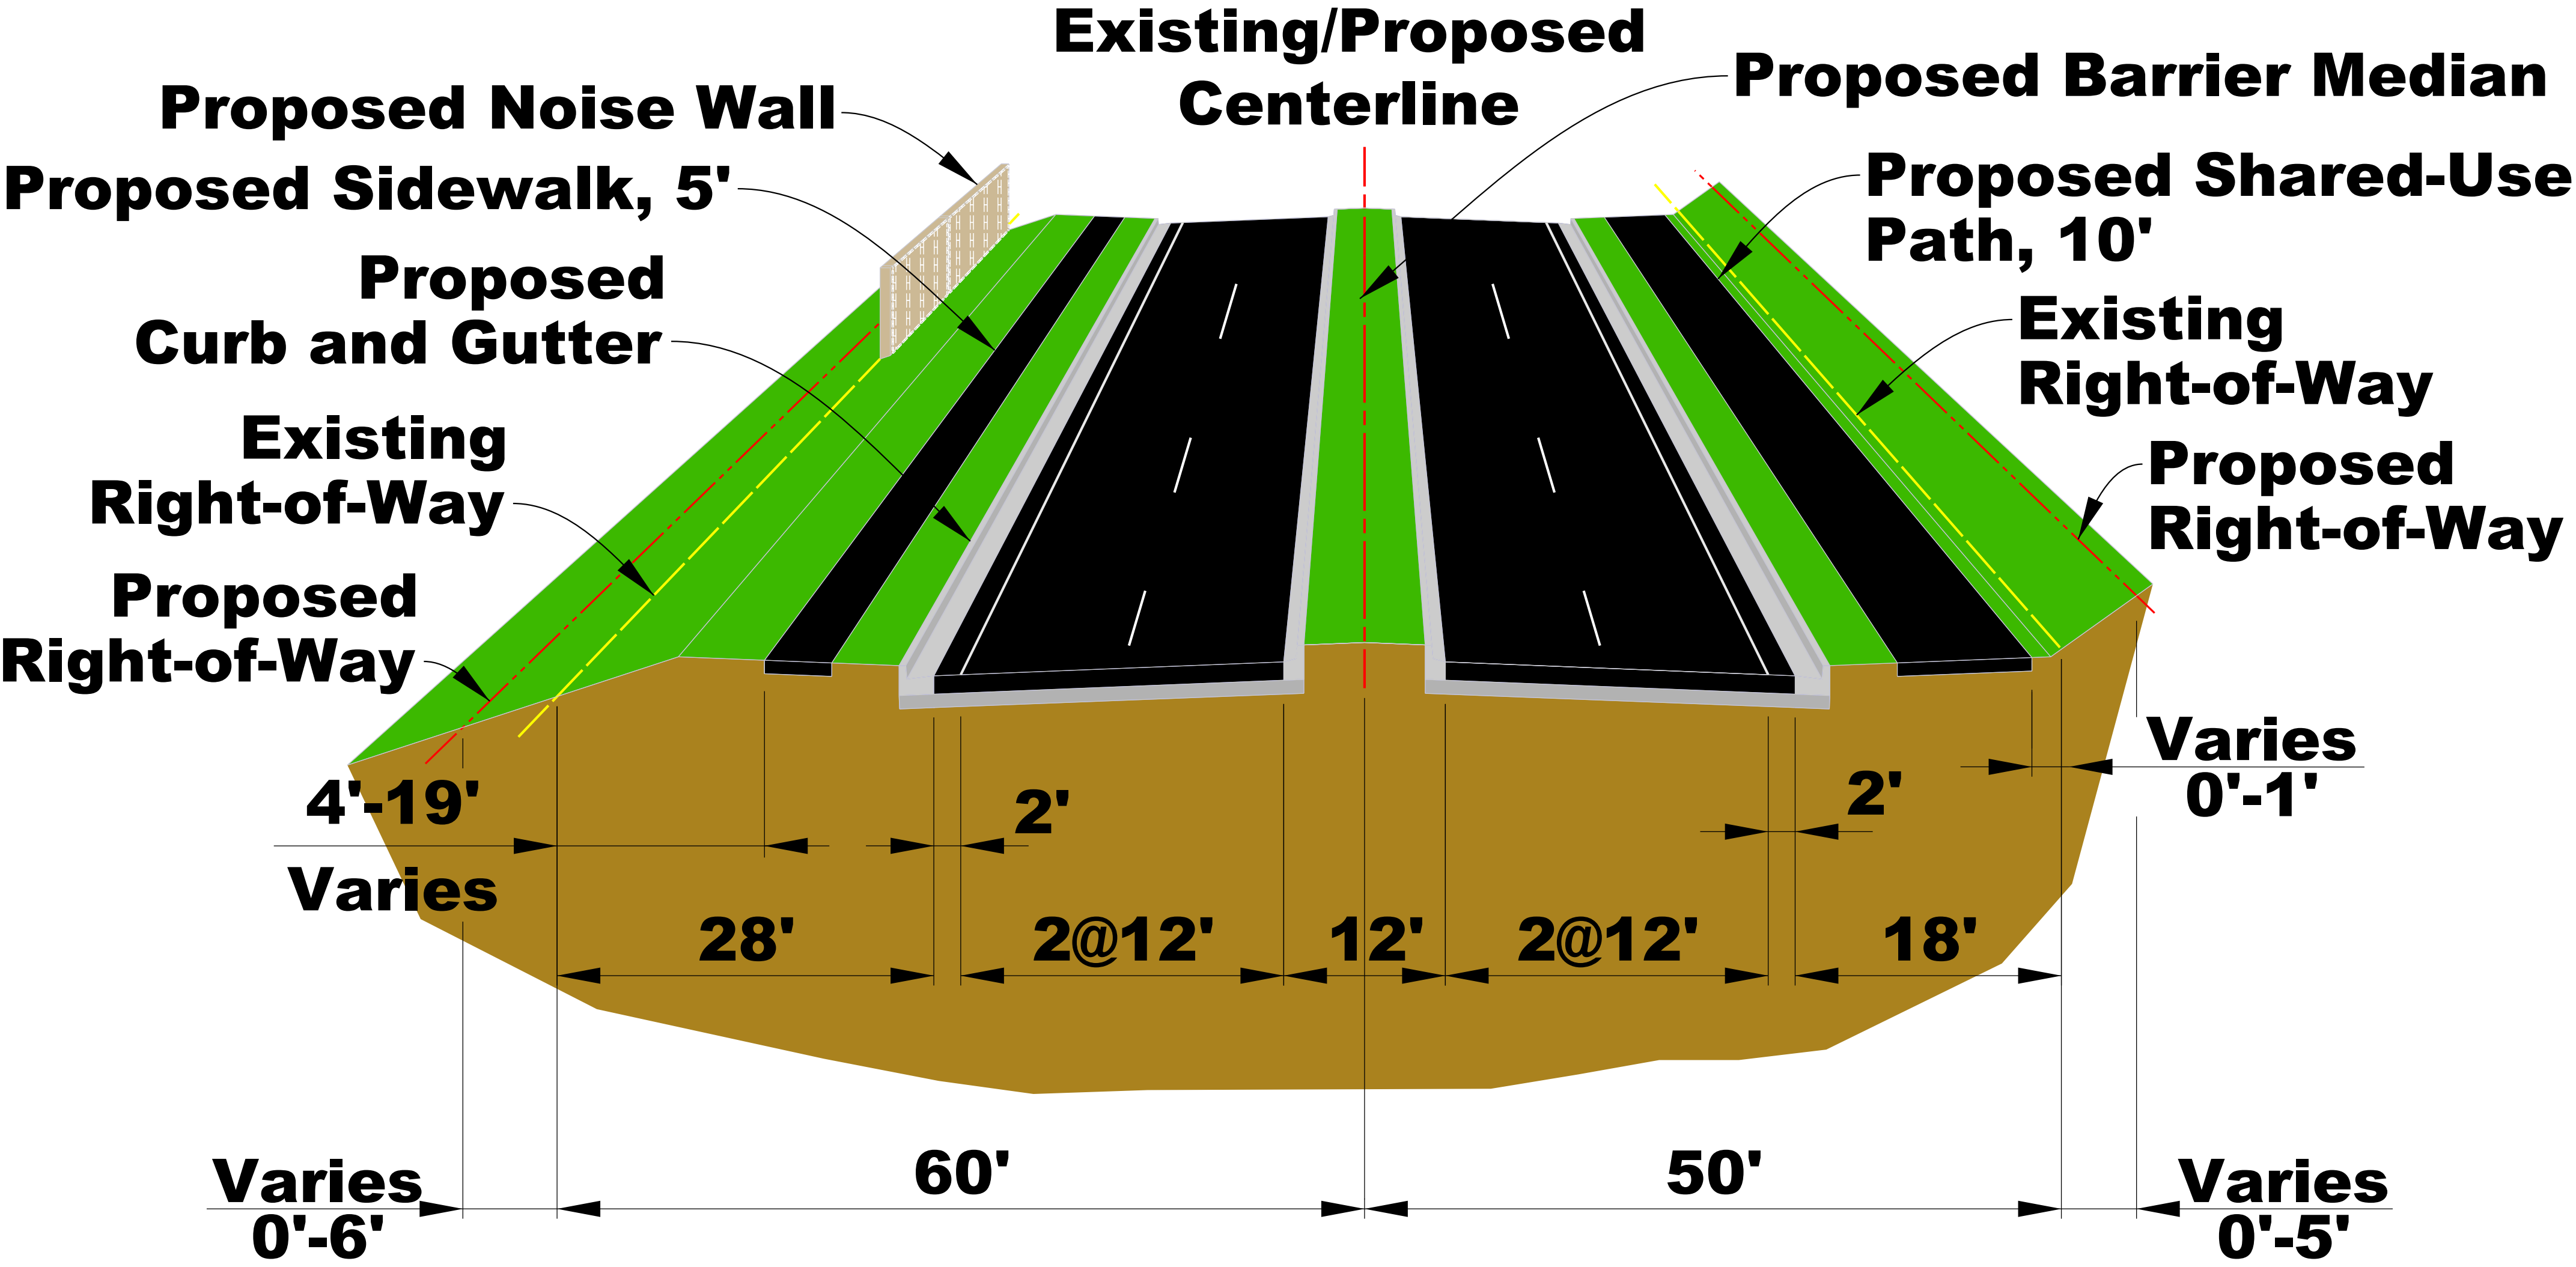 Existing/Proposed
Centerline
Proposed Barrier Median
Proposed Noise Wall
Proposed Sidewalk, 5'
Proposed Shared-Use
Path, 10'
Proposed
Curb and Gutter
Existing
Right-of-Way
Existing
Right-of-Way
Proposed
Right-of-Way
Proposed
Right-of-Way
4'-19'
Varies
2'
2'
Varies
0'-1'
28'
2@12'
12'
2@12'
18'
Varies
0'-6'
60'
50'
Varies
0'-5'